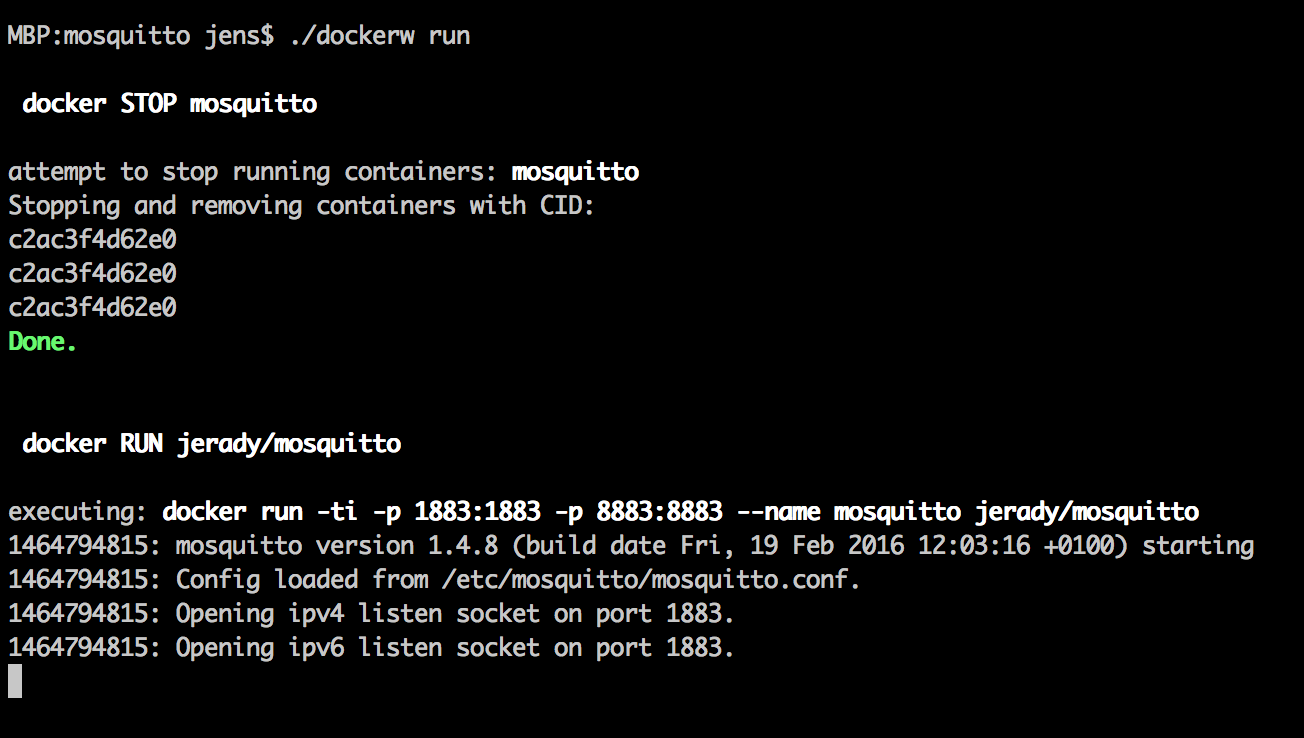 MBP:mosquitto jens$ ./dockerw run
docker STOP mosquitto
attempt to stop running containers: mosquitto
Stopping and removing containers with CID:
c2ac3f4d62e0
c2ac3f4d62e0
c2ac3f4d62e0
Done.
docker RUN jerady/mosquitto
executing: docker run -ti -p 1883:1883 -p 8883:8883 --name mosquitto jerady/mosquitto
1464794815: mosquitto version 1.4.8 (build date Fri, 19 Feb 2016 12:03:16 +0100) starting
1464794815: Config loaded from /etc/mosquitto/mosquitto.conf.
1464794815: Opening ipv4 listen socket on port 1883.
1464794815: Opening ipv6 listen socket on port 1883.